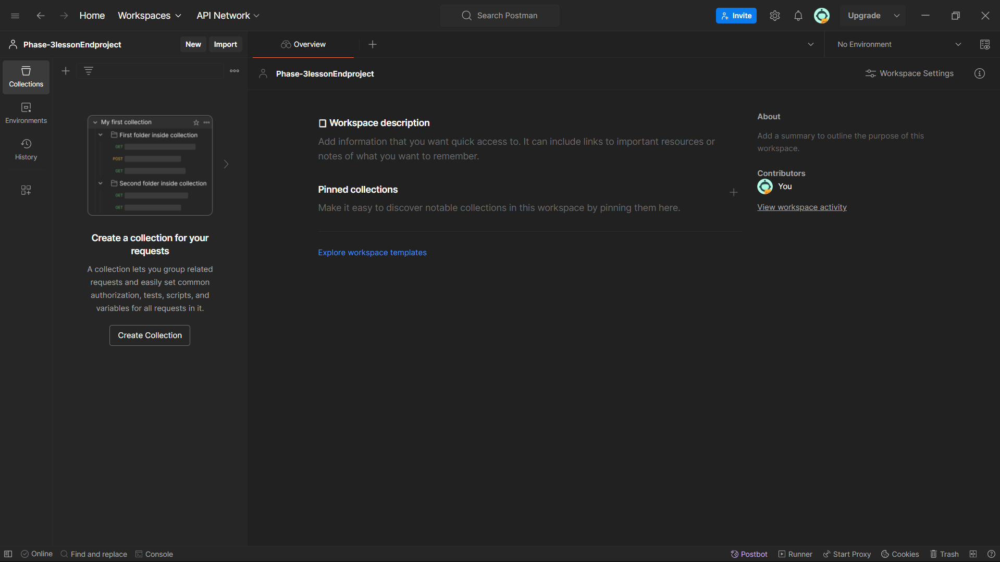 Home
Workspaces
API Network
Search Postman
Invite
Upgrade
Phase-3lessonEndproject
New
Import
Overview
No Environment
Collections
Environments
History
My first collection
First folder inside collection
GET
POST
GET
Second folder inside collection
GET
GET
Create a collection for your
requests
A collection lets you group related
requests and easily set common
authorization, tests, scripts, and
variables for all requests in it.
Create Collection
Phase-3lessonEndproject
Workspace Settings
Workspace description
Add information that you want quick access to. It can include links to important resources or
notes of what you want to remember.
Pinned collections
Make it easy to discover notable collections in this workspace by pinning them here.
Explore workspace templates
About
Add a summary to outline the purpose of this
workspace.
Contributors
You
View workspace activity
Online
Find and replace
Console
Postbot
Runner
Start Proxy
Cookies
Trash